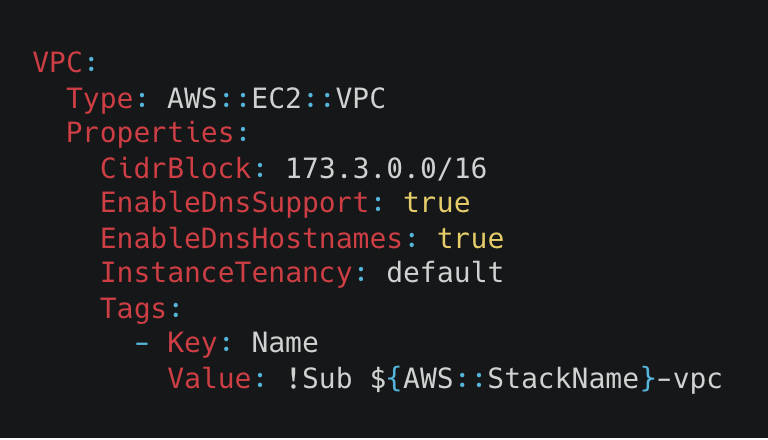 VPC:
  Type: AWS::EC2::VPC
  Properties:
    CidrBlock: 173.3.0.0/16
    EnableDnsSupport: true
    EnableDnsHostnames: true
    InstanceTenancy: default
    Tags:
      - Key: Name
        Value: !Sub ${AWS::StackName}-vpc